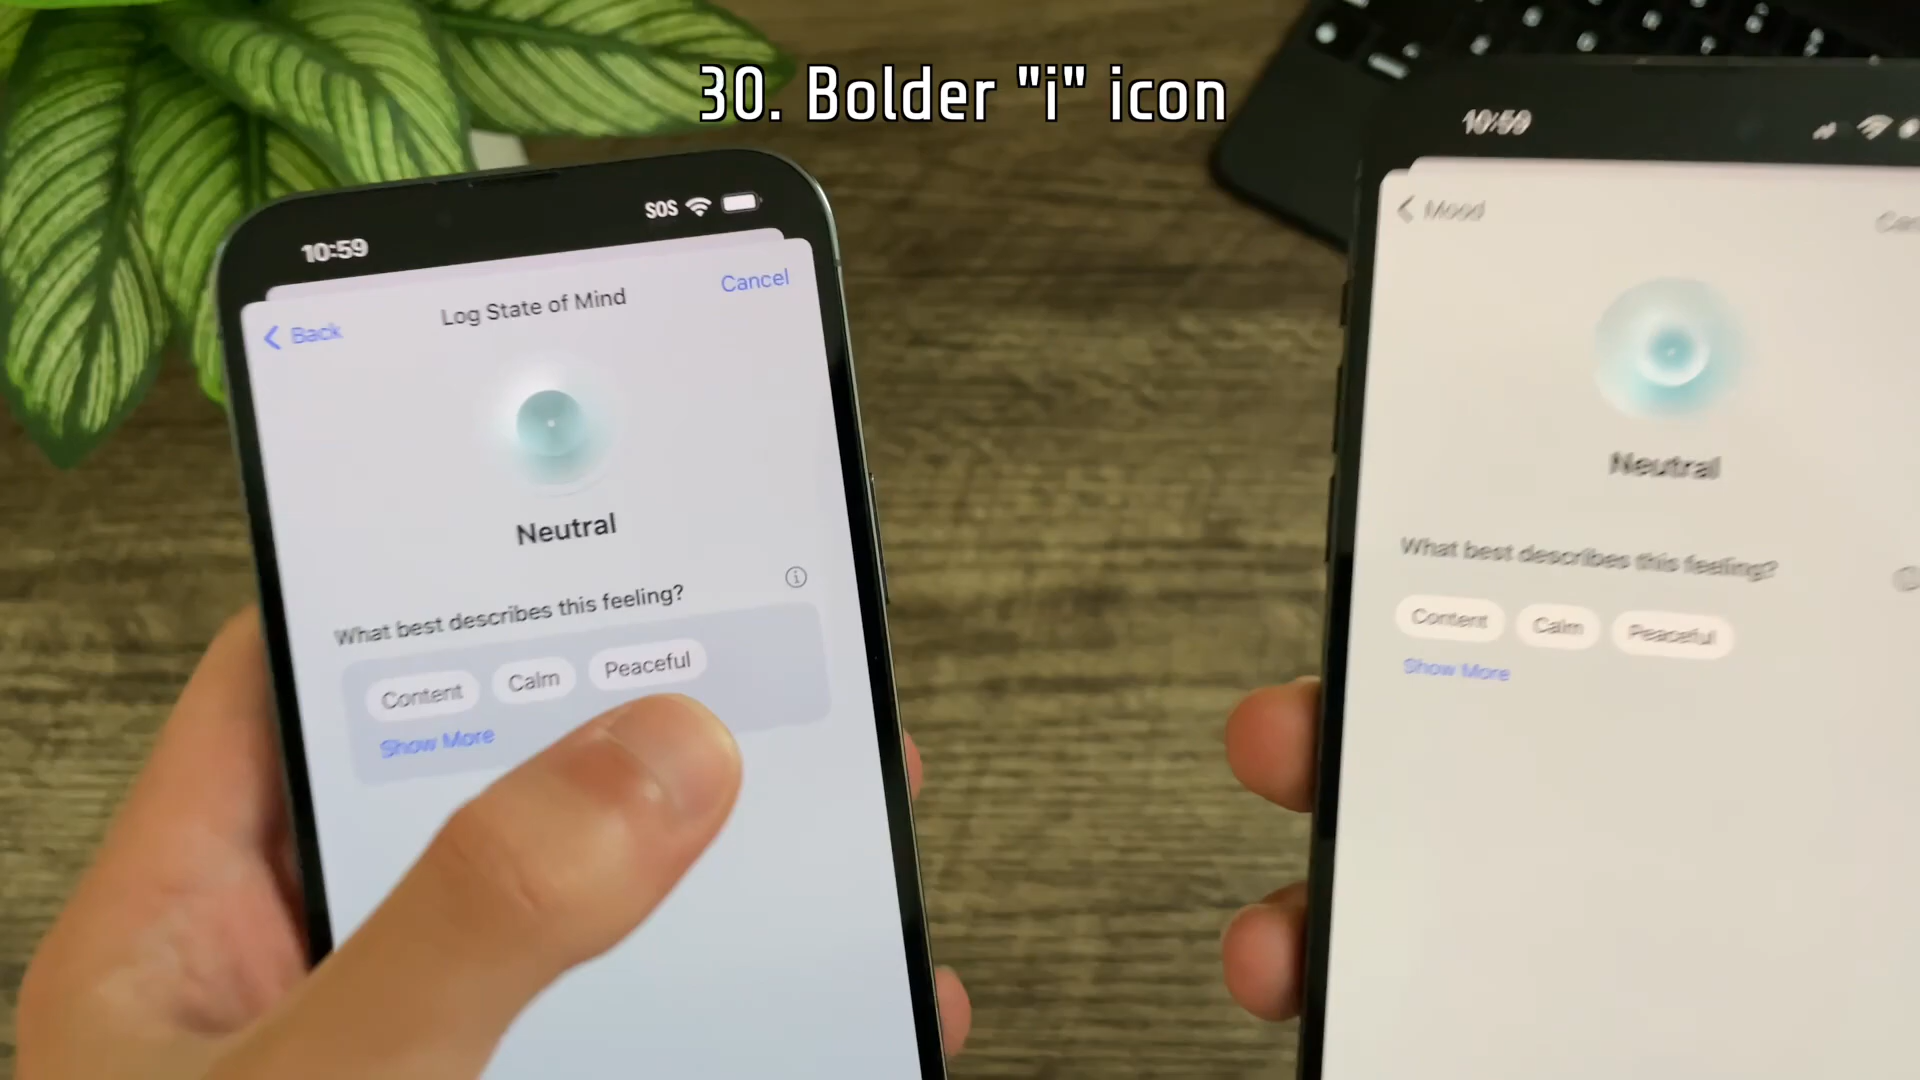 30. Bolder "i" icon
10:59
SOS
Back
Log State of Mind
Cancel
Neutral
What best describes this feeling?
Content
Calm
Peaceful
Show More
10:59
Mood
Neutral
What best describes this feeling?
Content
Calm
Peaceful
Show More